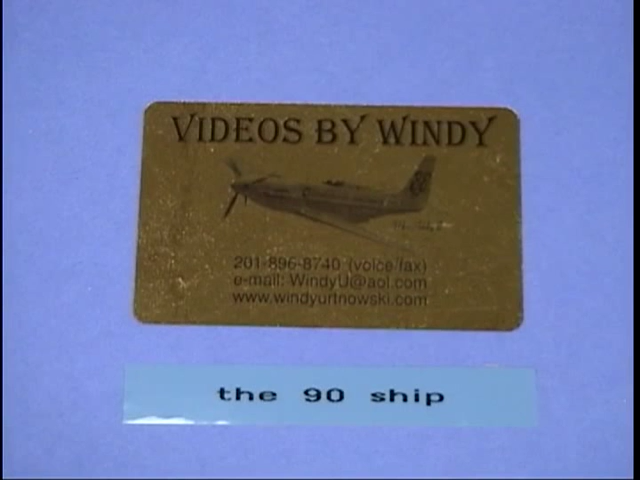 VIDEOS BY WINDY
201-896-8740 (voice/fax)
e-mail: WindyU@aol.com
www.windyurtnowski.com
the 90 ship